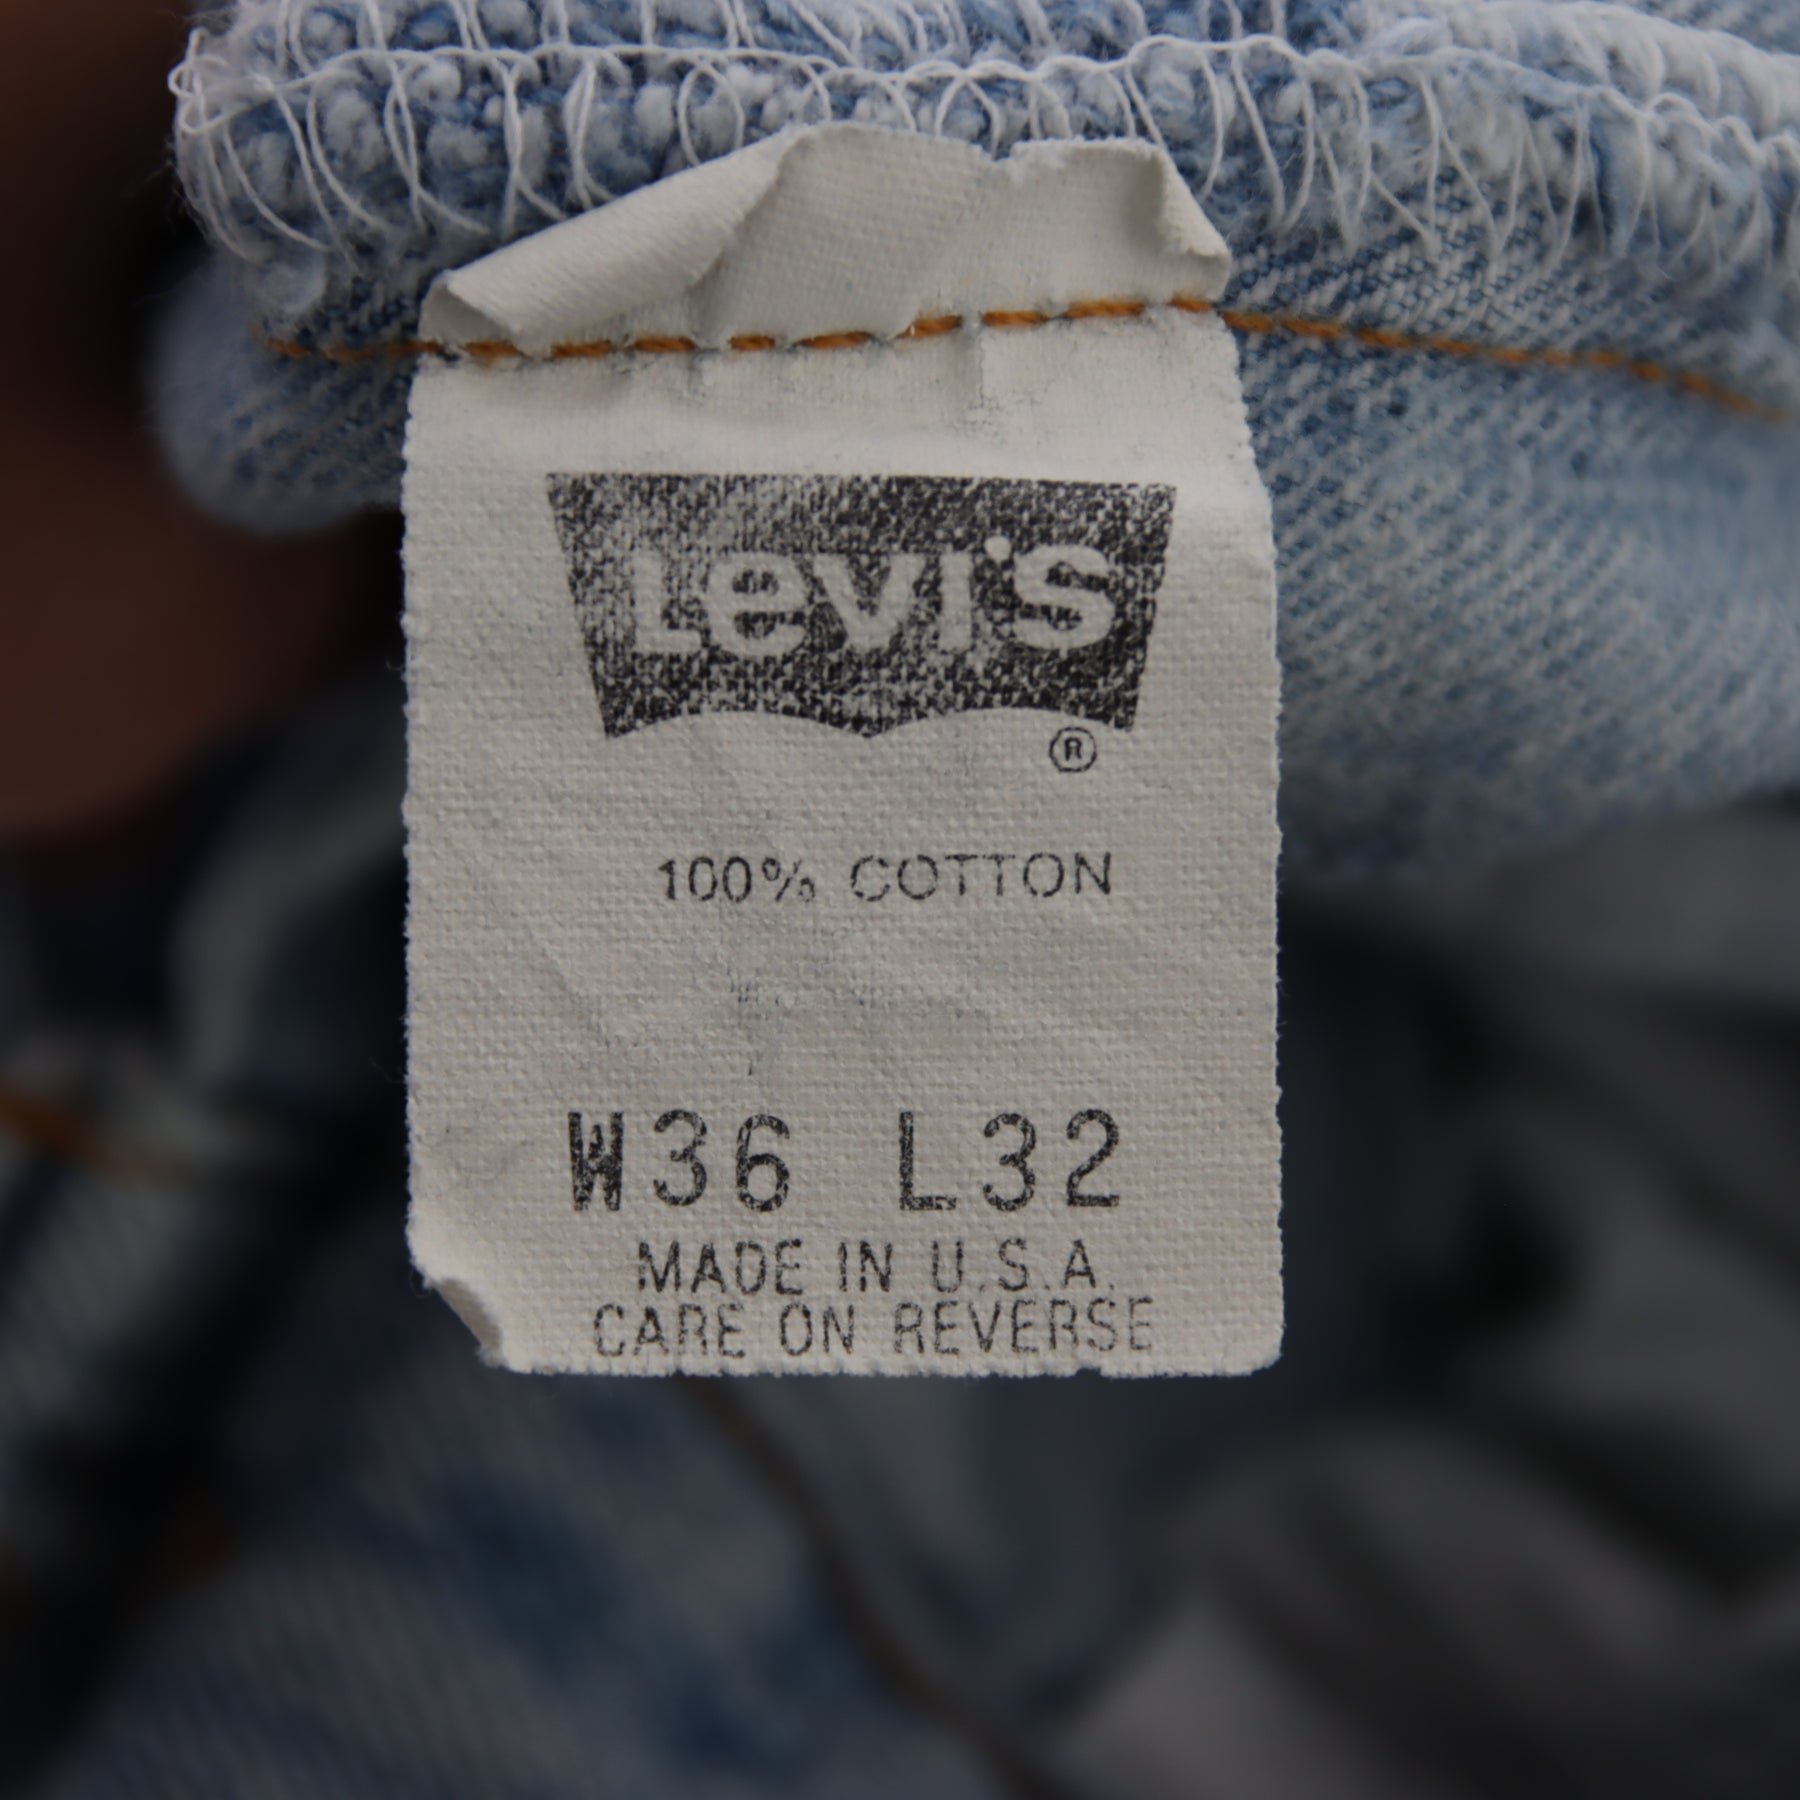 Levi's
®
100% COTTON
W36 L32
MADE IN U.S.A.
CARE ON REVERSE